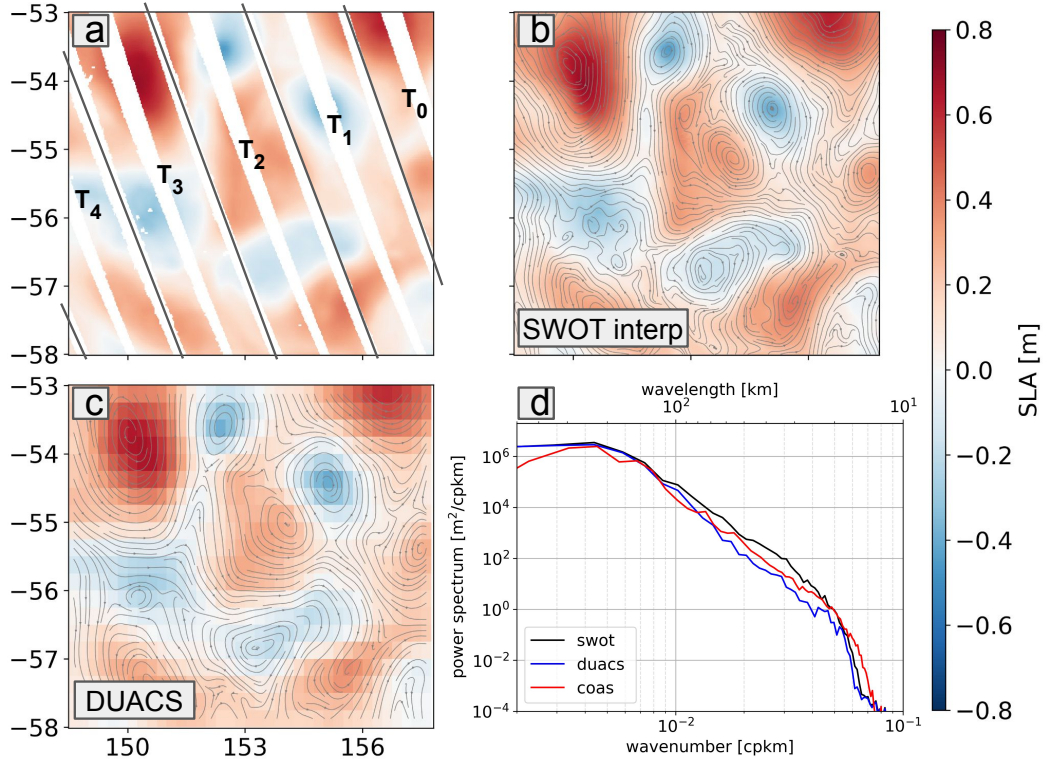 a
−53
−54
−55
−56
−57
−58
T0
T1
T2
T3
T4
b
SWOT interp
0.8
0.6
0.4
0.2
0.0
−0.2
−0.4
−0.6
−0.8
SLA [m]
c
−53
−54
−55
−56
−57
−58
DUACS
150
153
156
d
wavelength [km]
10^2
10^1
power spectrum [m^2/cpkm]
10^6
10^4
10^2
10^0
10^−2
10^−4
swot
duacs
coas
10^−2
10^−1
wavenumber [cpkm]